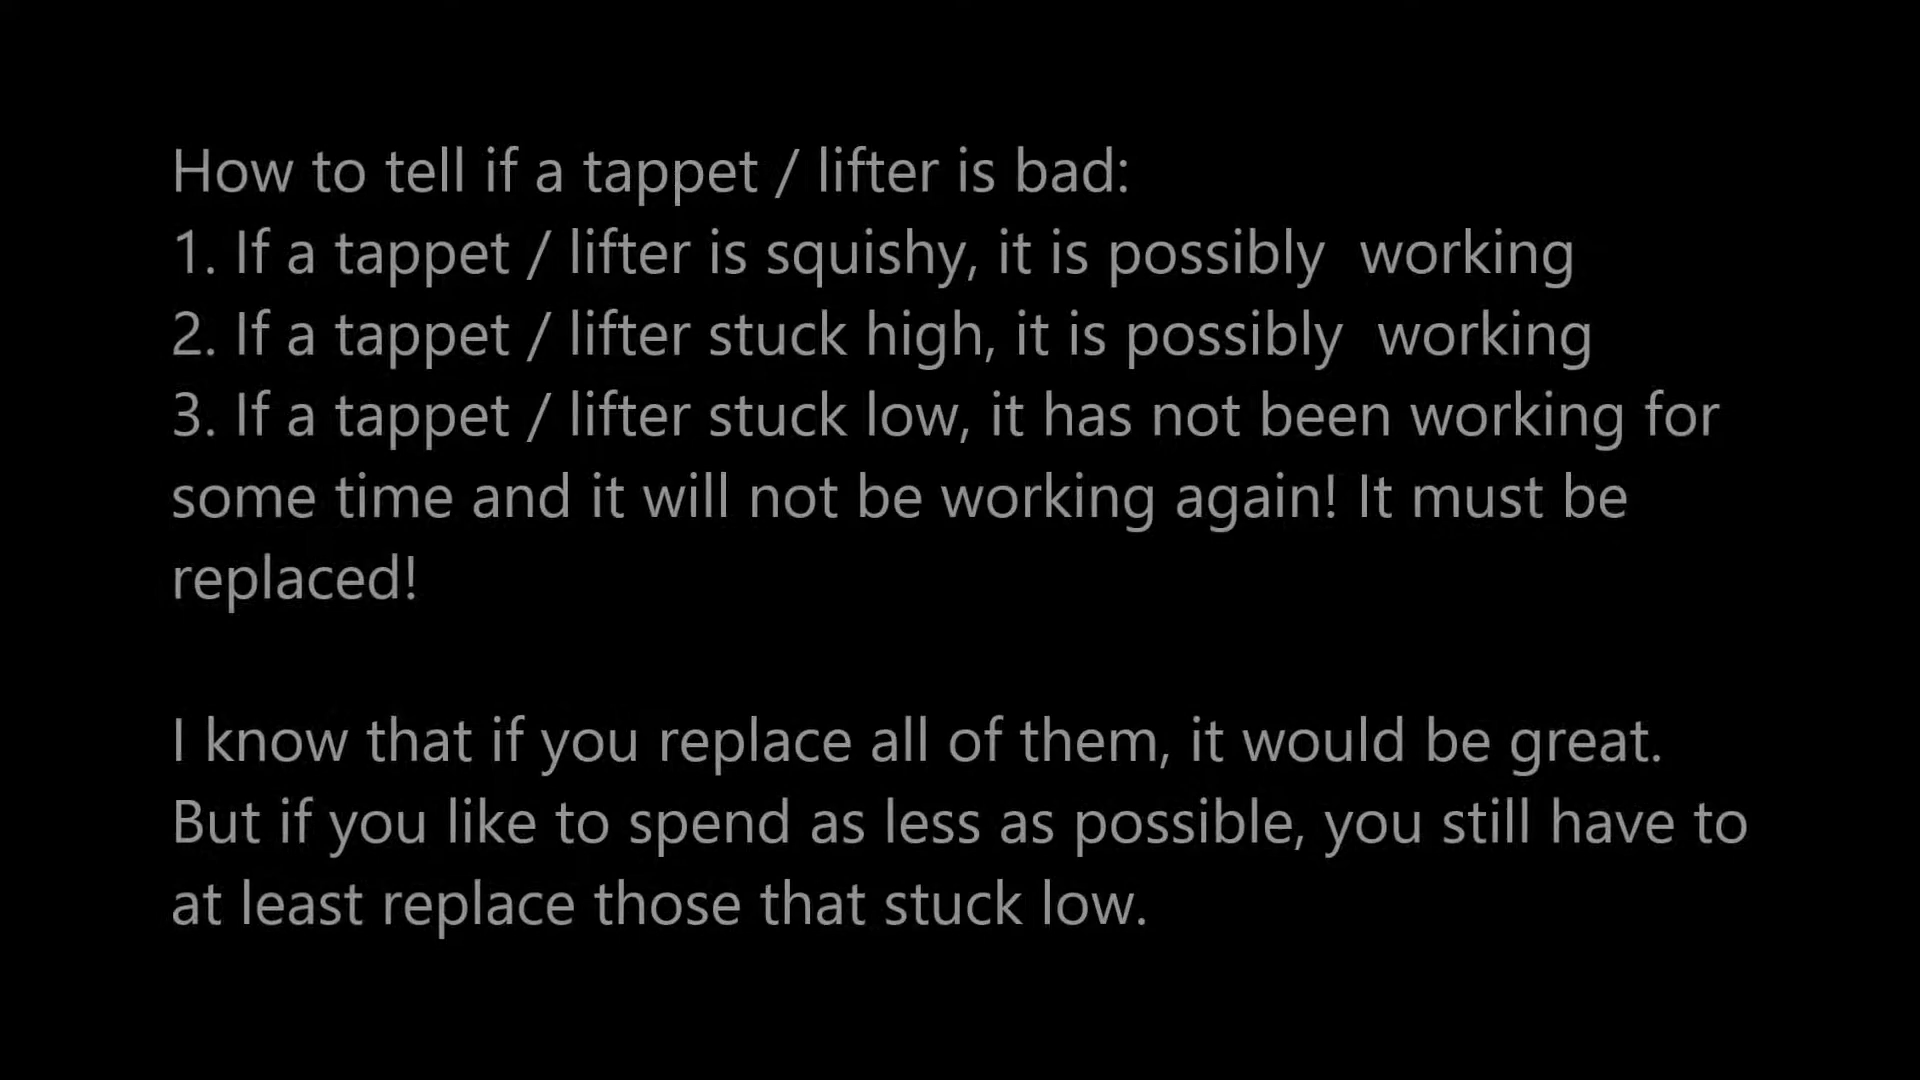 How to tell if a tappet / lifter is bad:
1. If a tappet / lifter is squishy, it is possibly  working
2. If a tappet / lifter stuck high, it is possibly  working
3. If a tappet / lifter stuck low, it has not been working for
some time and it will not be working again! It must be
replaced!
I know that if you replace all of them, it would be great.
But if you like to spend as less as possible, you still have to
at least replace those that stuck low.